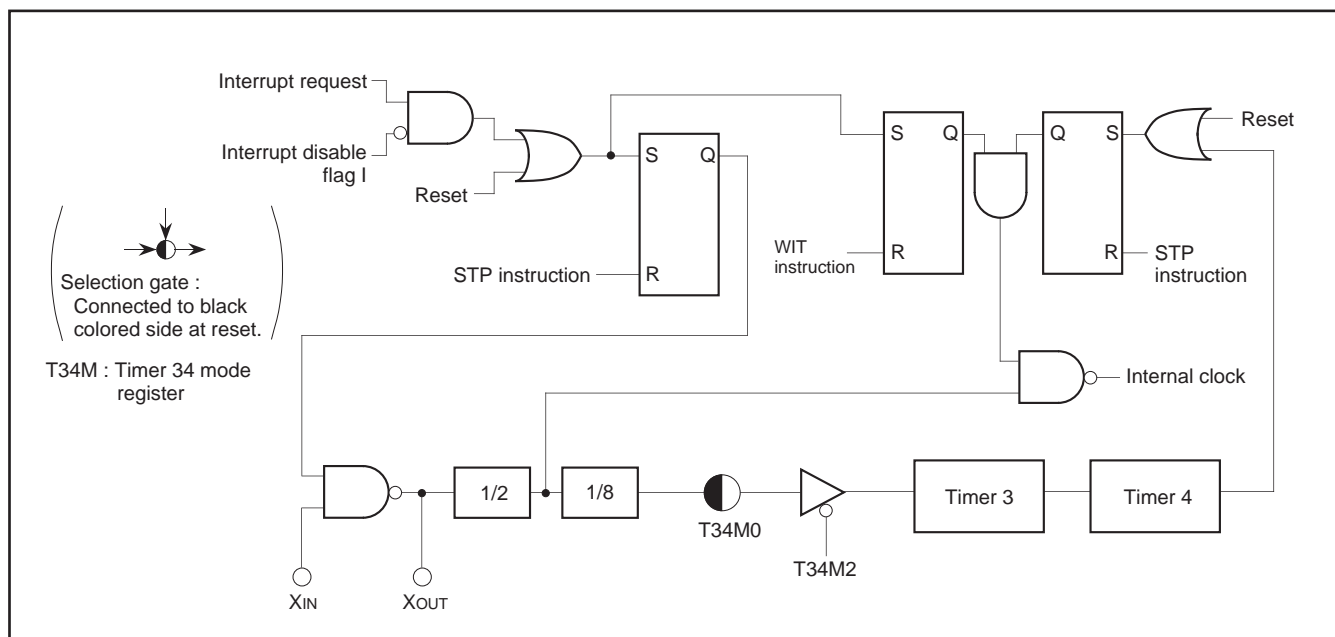 Interrupt request
Interrupt disable
flag I
Reset
S
Q
R
STP instruction
S
Q
R
WIT
instruction
Q
S
R
Reset
STP
instruction
Selection gate :
Connected to black
colored side at reset.
T34M : Timer 34 mode
register
Internal clock
1/2
1/8
T34M0
T34M2
Timer 3
Timer 4
XIN
XOUT